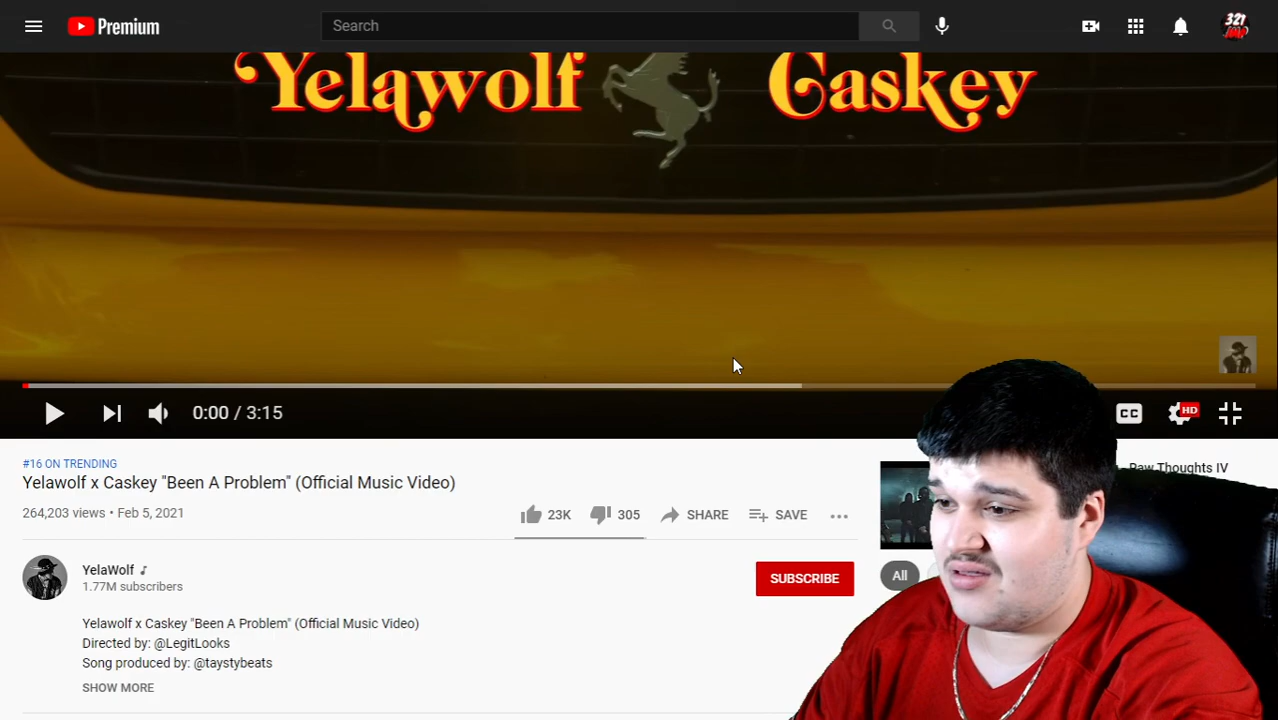 Premium
Search
321
JMP
Yelawolf Caskey
0:00 / 3:15
CC
HD
#16 ON TRENDING
Yelawolf x Caskey "Been A Problem" (Official Music Video)
264,203 views • Feb 5, 2021
23K 305 SHARE SAVE
YelaWolf
1.77M subscribers
SUBSCRIBE
Yelawolf x Caskey "Been A Problem" (Official Music Video)
Directed by: @LegitLooks
Song produced by: @taystybeats
SHOW MORE
Raw Thoughts IV
All